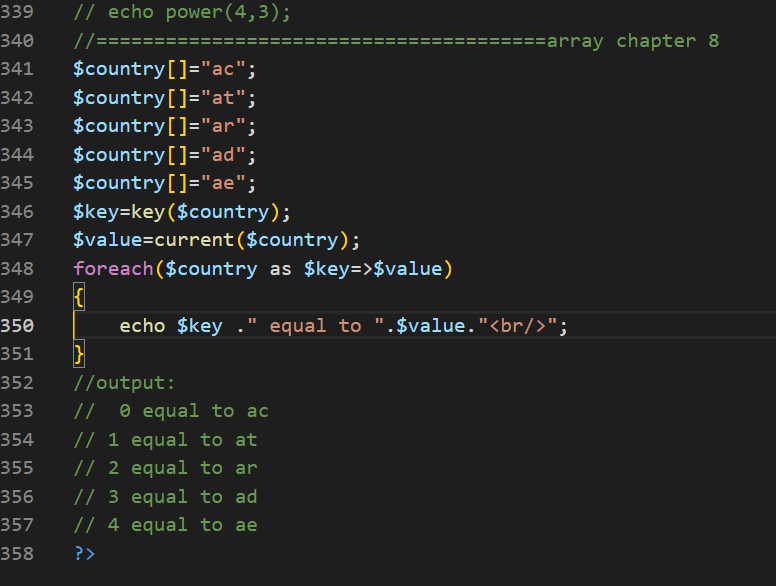 339 // echo power(4,3);
340 //=======================================array chapter 8
341 $country[]="ac";
342 $country[]="at";
343 $country[]="ar";
344 $country[]="ad";
345 $country[]="ae";
346 $key=key($country);
347 $value=current($country);
348 foreach($country as $key=>$value)
349 {
350     echo $key ." equal to ".$value."<br/>";
351 }
352 //output:
353 //  0 equal to ac
354 // 1 equal to at
355 // 2 equal to ar
356 // 3 equal to ad
357 // 4 equal to ae
358 ?>